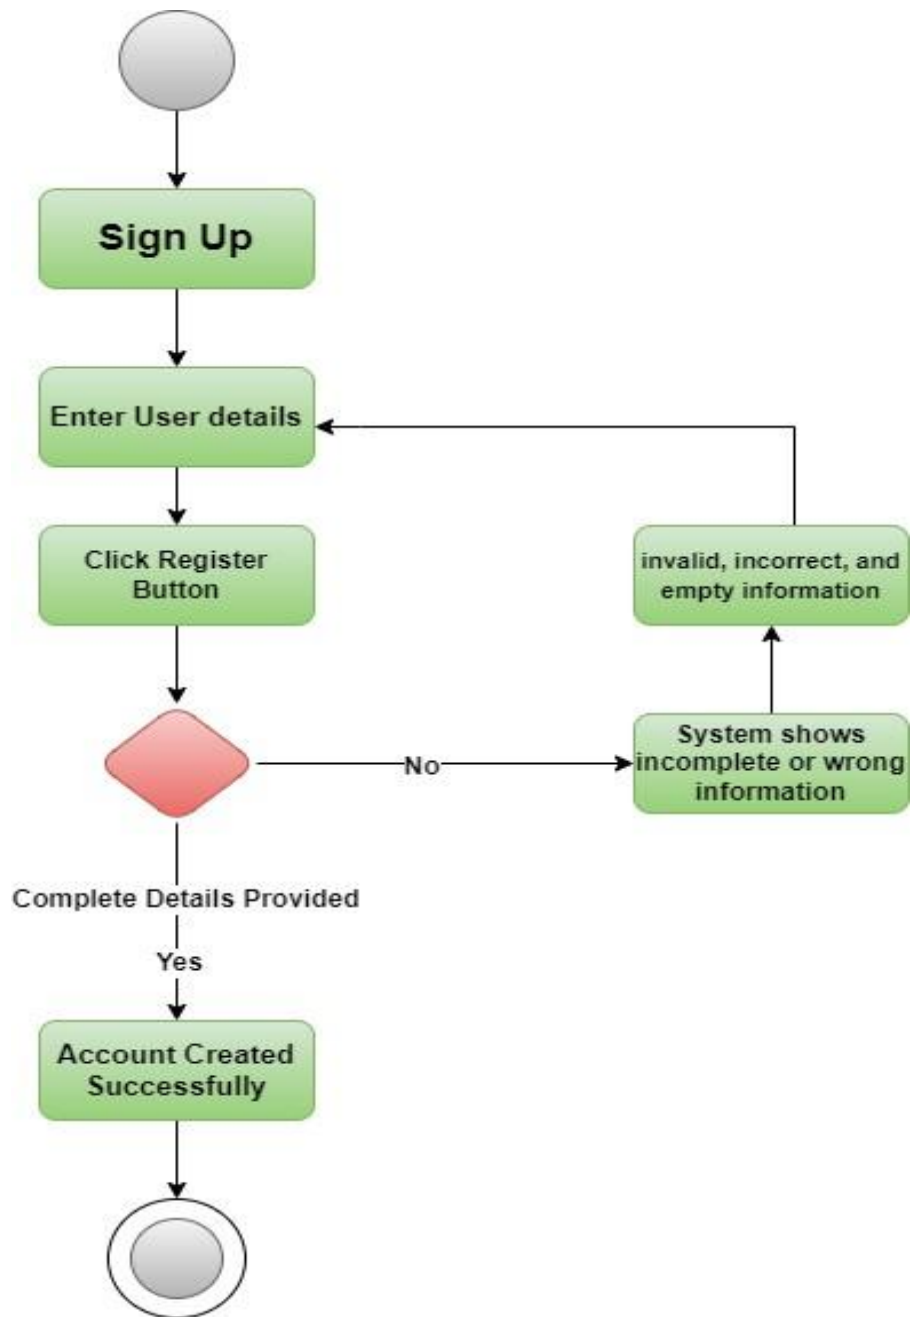 Sign Up
Enter User details
Click Register
Button
invalid, incorrect, and
empty information
No
System shows
incomplete or wrong
information
Complete Details Provided
Yes
Account Created
Successfully